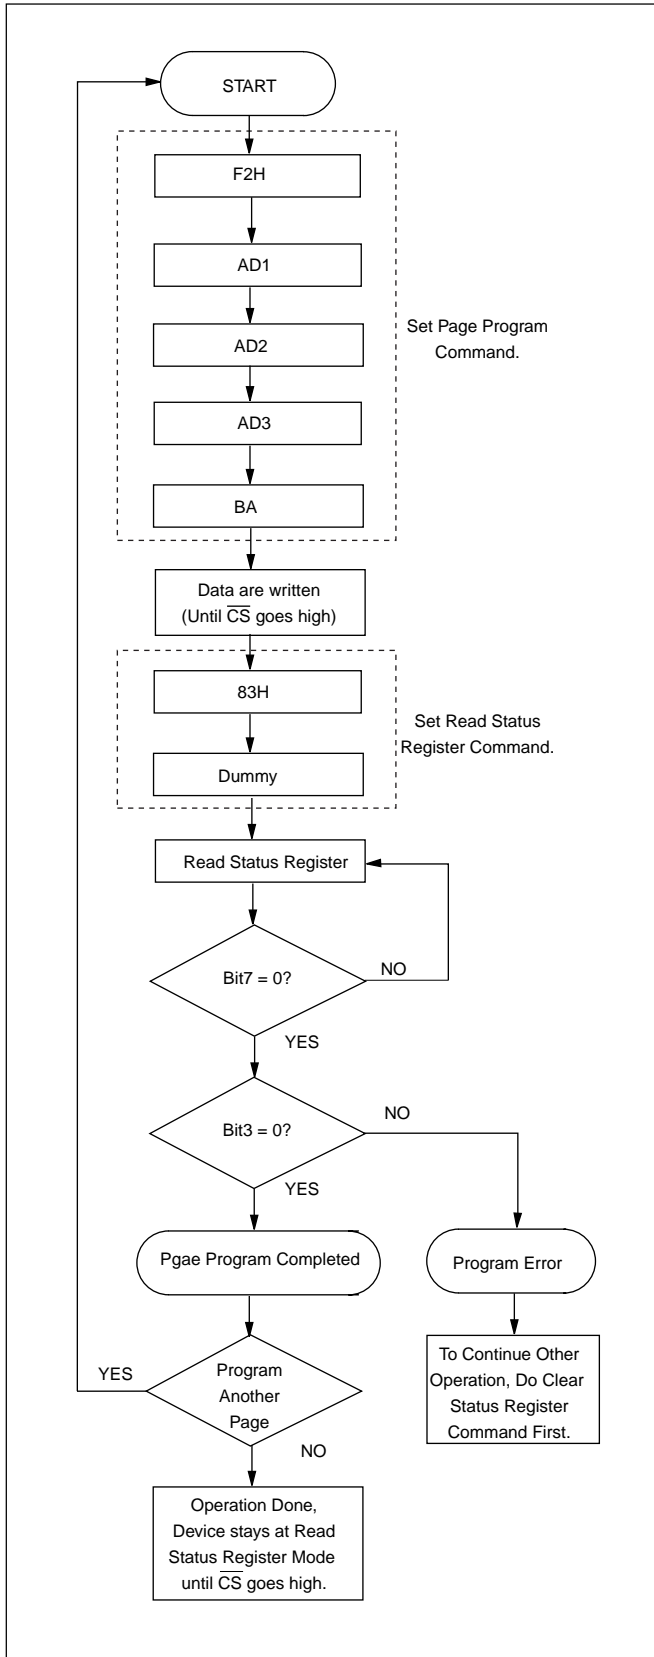 START
F2H
AD1
AD2
AD3
BA
Set Page Program
Command.
Data are written
(Until C̅S̅ goes high)
83H
Dummy
Set Read Status
Register Command.
Read Status Register
Bit7 = 0?
NO
YES
Bit3 = 0?
NO
YES
Pgae Program Completed
Program Error
To Continue Other
Operation, Do Clear
Status Register
Command First.
YES
Program
Another
Page
NO
Operation Done,
Device stays at Read
Status Register Mode
until C̅S̅ goes high.